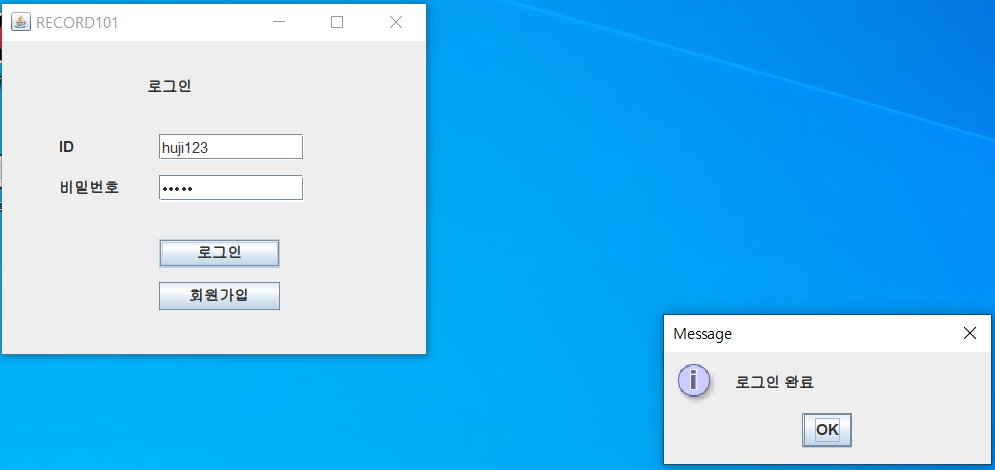 RECORD101
로그인
ID
huji123
비밀번호
•••••
로그인
회원가입
Message
로그인 완료
OK